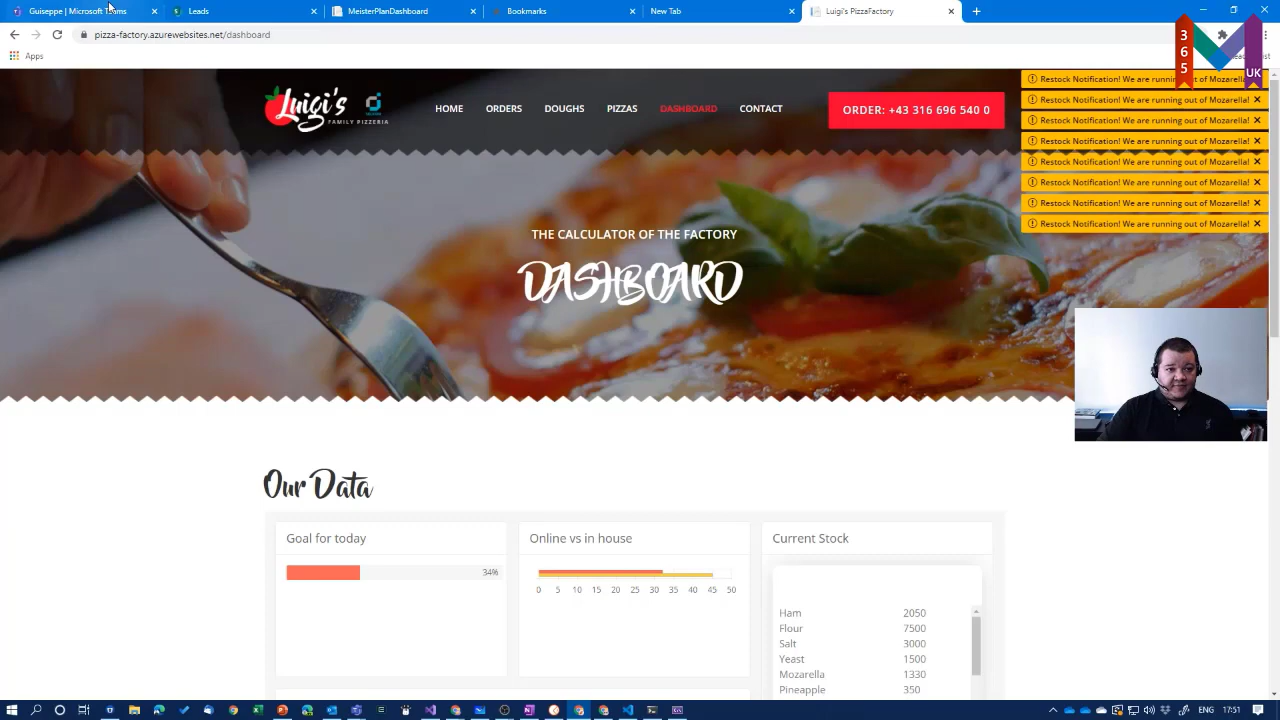 Guiseppe | Microsoft Teams
Leads
MeisterPlanDashboard
Bookmarks
New Tab
Luigi's PizzaFactory
pizza-factory.azurewebsites.net/dashboard
Apps
365
UK
Luigi's
FAMILY PIZZERIA
HOME
ORDERS
DOUGHS
PIZZAS
DASHBOARD
CONTACT
ORDER: +43 316 696 540 0
Restock Notification! We are running out of Mozarella!
Restock Notification! We are running out of Mozarella!
Restock Notification! We are running out of Mozarella!
Restock Notification! We are running out of Mozarella!
Restock Notification! We are running out of Mozarella!
Restock Notification! We are running out of Mozarella!
Restock Notification! We are running out of Mozarella!
Restock Notification! We are running out of Mozarella!
THE CALCULATOR OF THE FACTORY
DASHBOARD
Our Data
Goal for today
34%
Online vs in house
0 5 10 15 20 25 30 35 40 45 50
Current Stock
Ham 2050
Flour 7500
Salt 3000
Yeast 1500
Mozarella 1330
Pineapple 350
ENG 17:51